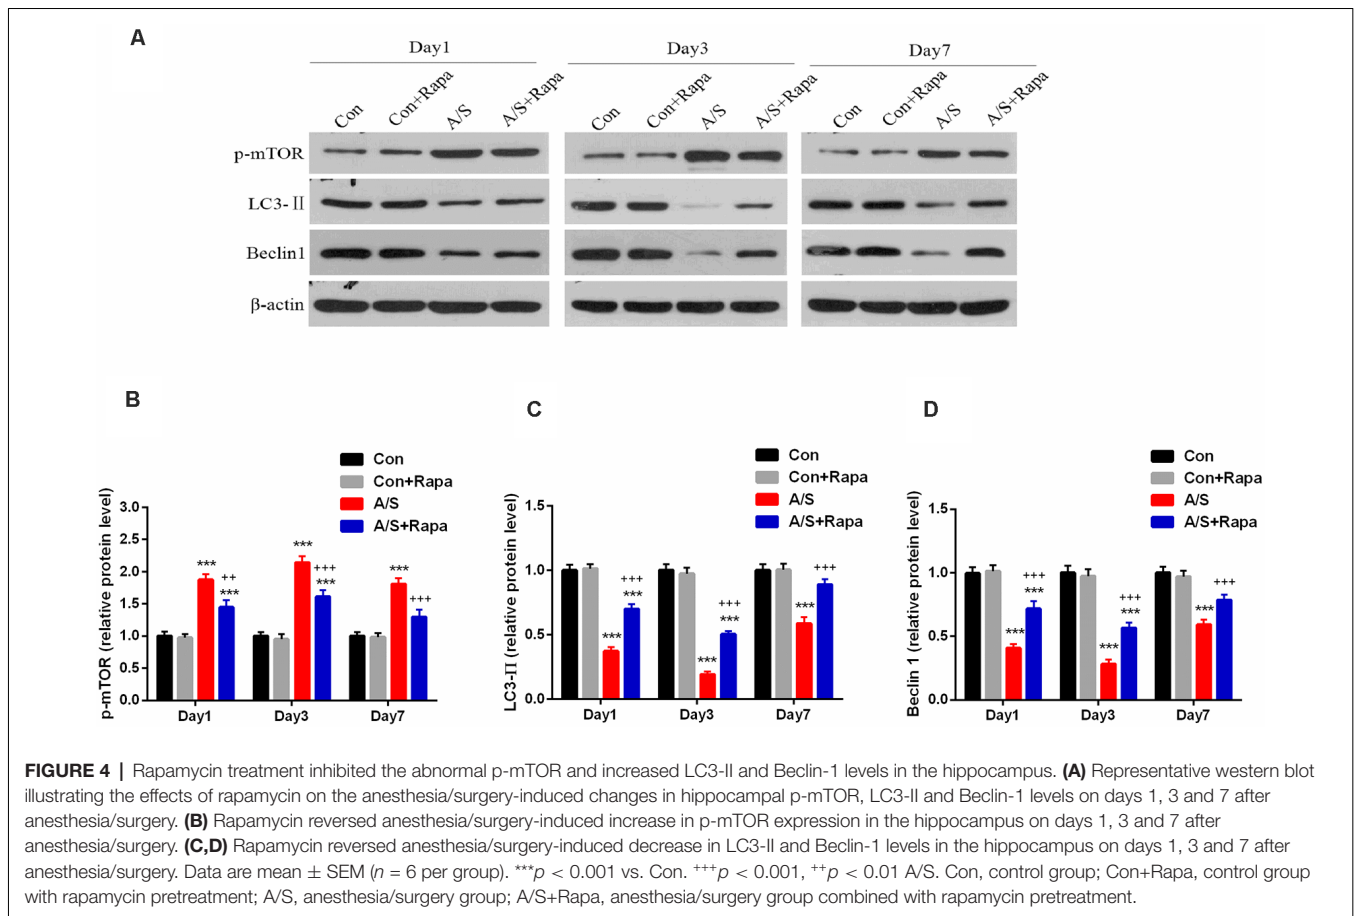 A
Day1 Day3 Day7
Con Con+Rapa A/S A/S+Rapa Con Con+Rapa A/S A/S+Rapa Con Con+Rapa A/S A/S+Rapa
p-mTOR
LC3-II
Beclin1
β-actin
B
Con
Con+Rapa
A/S
A/S+Rapa
p-mTOR (relative protein level)
3.0
2.5
2.0
1.5
1.0
0.5
0.0
*** ++ *** *** +++ *** *** +++
Day1 Day3 Day7
C
Con
Con+Rapa
A/S
A/S+Rapa
LC3-II (relative protein level)
1.5
1.0
0.5
0.0
*** +++ *** *** +++ *** *** +++
Day1 Day3 Day7
D
Con
Con+Rapa
A/S
A/S+Rapa
Beclin 1 (relative protein level)
1.5
1.0
0.5
0.0
*** +++ *** *** +++ *** *** +++
Day1 Day3 Day7
FIGURE 4 | Rapamycin treatment inhibited the abnormal p-mTOR and increased LC3-II and Beclin-1 levels in the hippocampus. (A) Representative western blot
illustrating the effects of rapamycin on the anesthesia/surgery-induced changes in hippocampal p-mTOR, LC3-II and Beclin-1 levels on days 1, 3 and 7 after
anesthesia/surgery. (B) Rapamycin reversed anesthesia/surgery-induced increase in p-mTOR expression in the hippocampus on days 1, 3 and 7 after
anesthesia/surgery. (C,D) Rapamycin reversed anesthesia/surgery-induced decrease in LC3-II and Beclin-1 levels in the hippocampus on days 1, 3 and 7 after
anesthesia/surgery. Data are mean ± SEM (n = 6 per group). ***p < 0.001 vs. Con. +++p < 0.001, ++p < 0.01 A/S. Con, control group; Con+Rapa, control group
with rapamycin pretreatment; A/S, anesthesia/surgery group; A/S+Rapa, anesthesia/surgery group combined with rapamycin pretreatment.